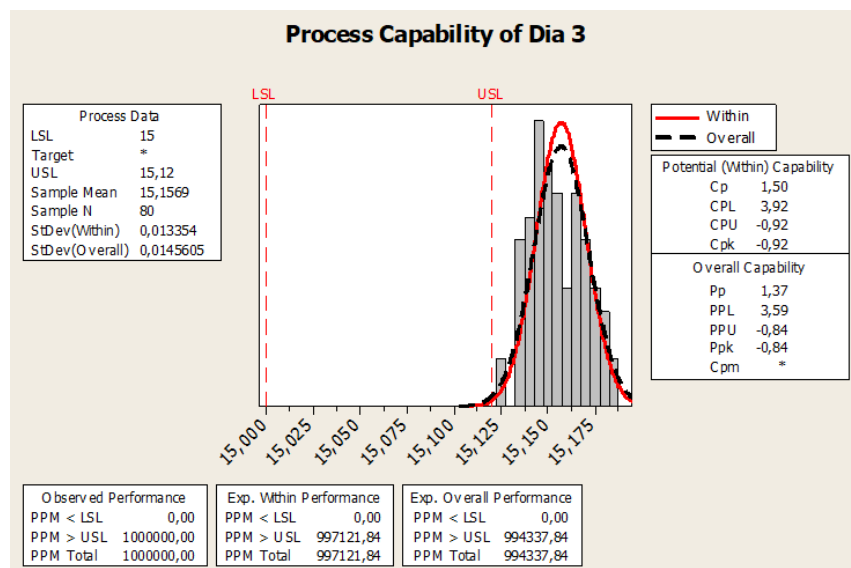 Process Capability of Dia 3
LSL USL
Process Data
LSL 15
Target *
USL 15,12
Sample Mean 15,1569
Sample N 80
StDev(Within) 0,013354
StDev(Overall) 0,0145605
Within
Overall
Potential (Within) Capability
Cp 1,50
CPL 3,92
CPU -0,92
Cpk -0,92
Overall Capability
Pp 1,37
PPL 3,59
PPU -0,84
Ppk -0,84
Cpm *
15,000 15,025 15,050 15,075 15,100 15,125 15,150 15,175
Observed Performance
PPM < LSL 0,00
PPM > USL 1000000,00
PPM Total 1000000,00
Exp. Within Performance
PPM < LSL 0,00
PPM > USL 997121,84
PPM Total 997121,84
Exp. Overall Performance
PPM < LSL 0,00
PPM > USL 994337,84
PPM Total 994337,84